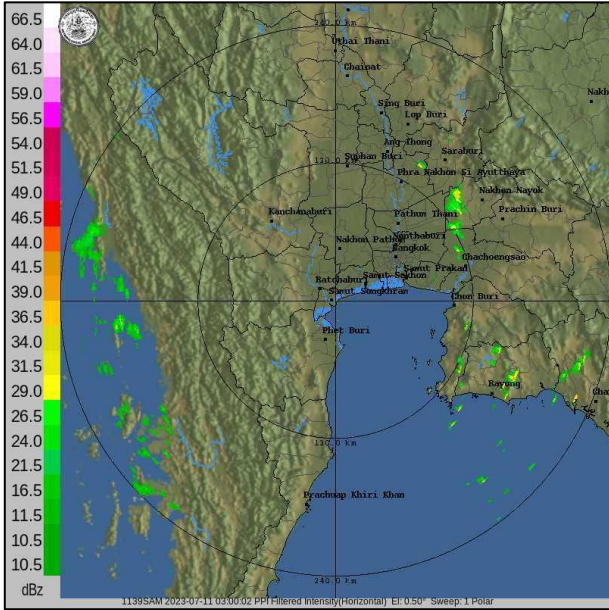 66.5
64.0
61.5
59.0
56.5
54.0
51.5
49.0
46.5
44.0
41.5
39.0
36.5
34.0
31.5
29.0
26.5
24.0
21.5
16.5
11.5
10.5
10.5
dBz
240.0 km
Uthai Thani
Chainat
Sing Buri
Lop Buri
Nakh
Ang Thong
Saraburi
Suphan Buri
Phra Nakhon Si Ayutthaya
Nakhon Nayok
Kanchanaburi
Pathum Thani
Prachin Buri
Nonthaburi
Nakhon Pathom
Bangkok
Chachoengsao
Samut Prakan
Samut Sakhon
Ratchaburi
Samut Songkhram
Chon Buri
Phet Buri
Rayong
Cha
Prachuap Khiri Khan
240.0 km
1139SAM 2023-07-11 03:00:02 PPI Filtered Intensity(Horizontal) El: 0.50° Sweep: 1 Polar